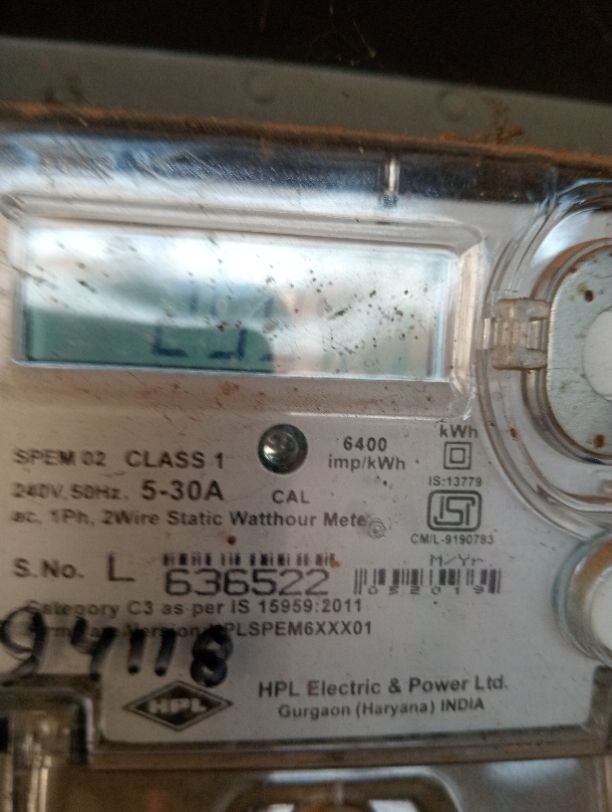 SPEM 02 CLASS 1
240V, 50Hz. 5-30A
CAL
6400
imp/kWh
kWh
IS:13779
CM/L-9190783
ac, 1Ph, 2Wire Static Watthour Meter
S.No. L 636522
M/Yr
052019
Category C3 as per IS 15959:2011
Version
94118
HPL
HPL Electric & Power Ltd.
Gurgaon (Haryana) INDIA